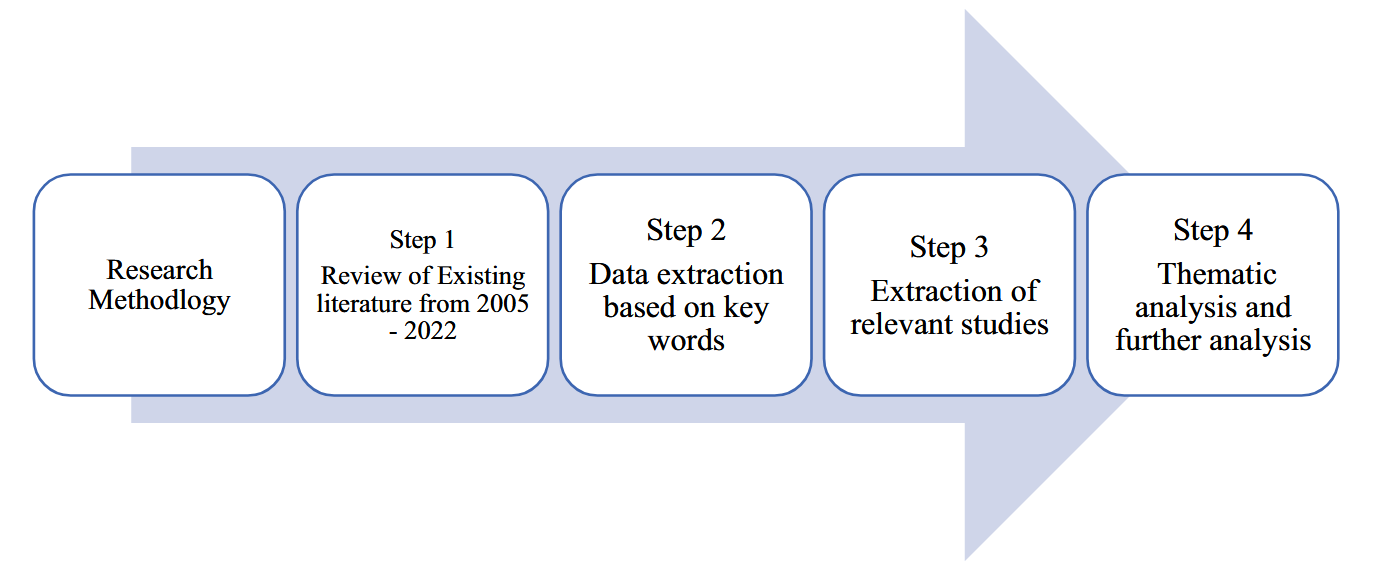 Research
Methodlogy
Step 1
Review of Existing
literature from 2005
- 2022
Step 2
Data extraction
based on key
words
Step 3
Extraction of
relevant studies
Step 4
Thematic
analysis and
further analysis